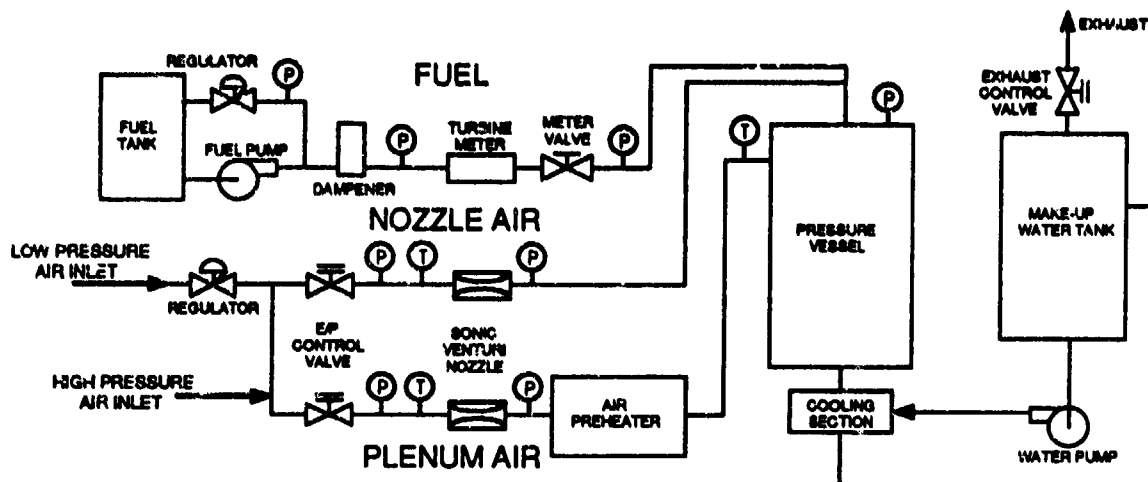 EXHAUST
REGULATOR
P
FUEL
EXHAUST
CONTROL
VALVE
P
FUEL
TANK
FUEL PUMP
P
TURBINE
METER
METER
VALVE
P
T
DAMPENER
NOZZLE AIR
PRESSURE
VESSEL
MAKE-UP
WATER TANK
LOW PRESSURE
AIR INLET
P
T
P
REGULATOR
E/P
CONTROL
VALVE
SONIC
VENTURI
NOZZLE
HIGH PRESSURE
AIR INLET
P
T
P
AIR
PREHEATER
COOLING
SECTION
PLENUM AIR
WATER PUMP